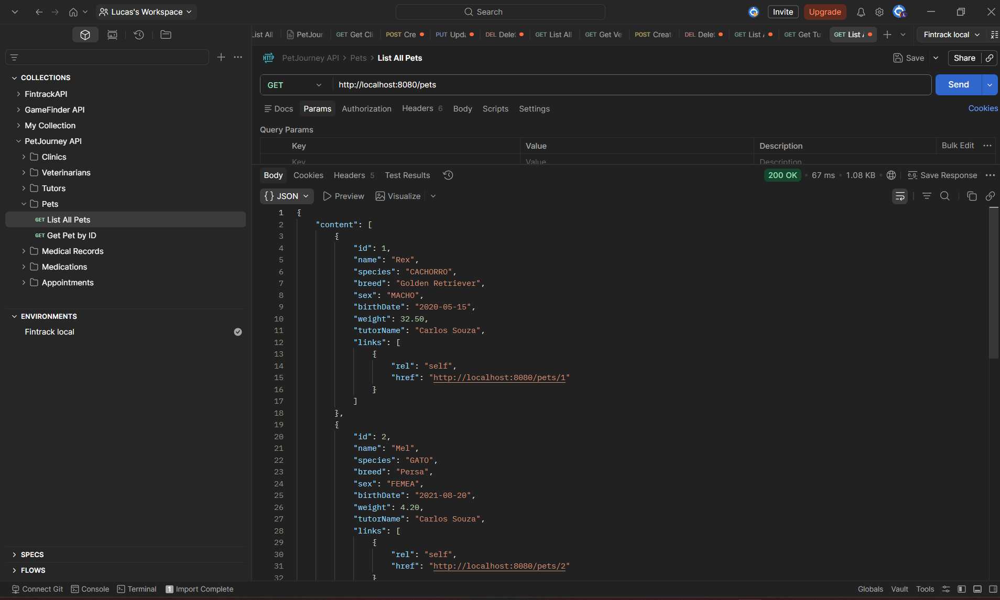 Lucas's Workspace
Search
Invite
Upgrade
List All
PetJour
GET Get Cli
POST Cre
PUT Upda
DEL Delet
GET List All
GET Get Ve
POST Creat
DEL Delet
GET List A
GET Get Tu
GET List A
Fintrack local
COLLECTIONS
FintrackAPI
GameFinder API
My Collection
PetJourney API
Clinics
Veterinarians
Tutors
Pets
GET List All Pets
GET Get Pet by ID
Medical Records
Medications
Appointments
ENVIRONMENTS
Fintrack local
SPECS
FLOWS
HTTP PetJourney API > Pets > List All Pets
Save
Share
GET http://localhost:8080/pets
Send
Docs Params Authorization Headers 6 Body Scripts Settings
Cookies
Query Params
Key Value Description Bulk Edit
Key Value Description
Body Cookies Headers 5 Test Results
200 OK • 67 ms • 1.08 KB
e.g. Save Response
{} JSON Preview Visualize
1 {
2 "content": [
3 {
4 "id": 1,
5 "name": "Rex",
6 "species": "CACHORRO",
7 "breed": "Golden Retriever",
8 "sex": "MACHO",
9 "birthDate": "2020-05-15",
10 "weight": 32.50,
11 "tutorName": "Carlos Souza",
12 "links": [
13 {
14 "rel": "self",
15 "href": "http://localhost:8080/pets/1"
16 }
17 ]
18 },
19 {
20 "id": 2,
21 "name": "Mel",
22 "species": "GATO",
23 "breed": "Persa",
24 "sex": "FEMEA",
25 "birthDate": "2021-08-20",
26 "weight": 4.20,
27 "tutorName": "Carlos Souza",
28 "links": [
29 {
30 "rel": "self",
31 "href": "http://localhost:8080/pets/2"
32 }
Connect Git Console Terminal 1 Import Complete
Globals Vault Tools